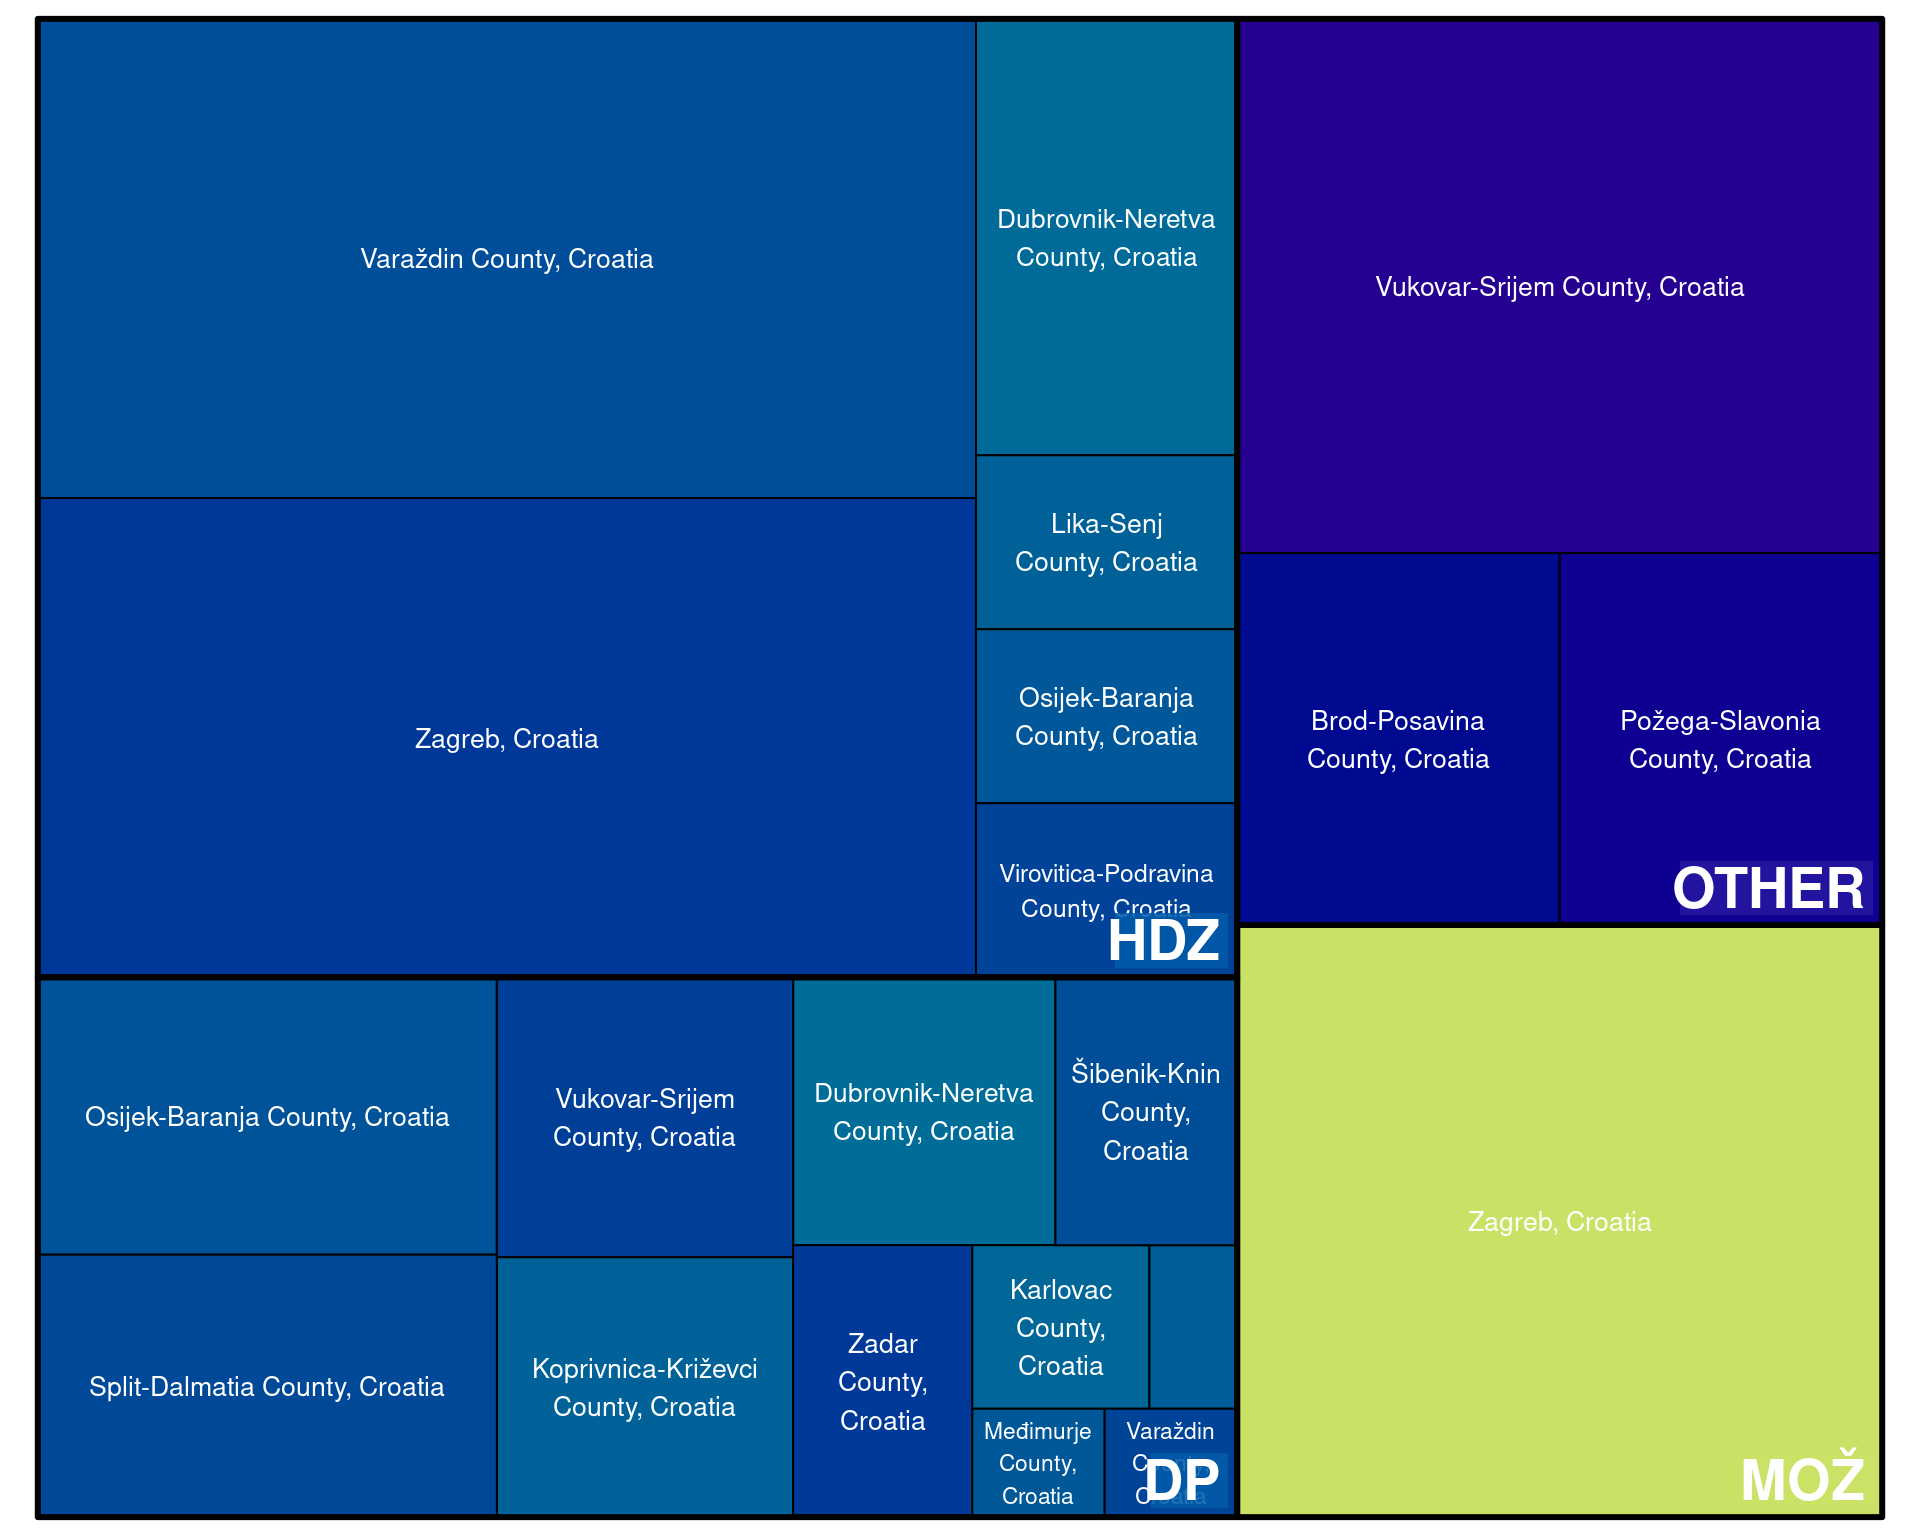 Varaždin County, Croatia
Zagreb, Croatia
Dubrovnik-Neretva
County, Croatia
Lika-Senj
County, Croatia
Osijek-Baranja
County, Croatia
Virovitica-Podravina
County, Croatia
HDZ
Vukovar-Srijem County, Croatia
Brod-Posavina
County, Croatia
Požega-Slavonia
County, Croatia
OTHER
Osijek-Baranja County, Croatia
Split-Dalmatia County, Croatia
Vukovar-Srijem
County, Croatia
Koprivnica-Križevci
County, Croatia
Dubrovnik-Neretva
County, Croatia
Šibenik-Knin
County,
Croatia
Zadar
County,
Croatia
Karlovac
County,
Croatia
Međimurje
County,
Croatia
Varaždin
County,
Croatia
DP
Zagreb, Croatia
MOŽ